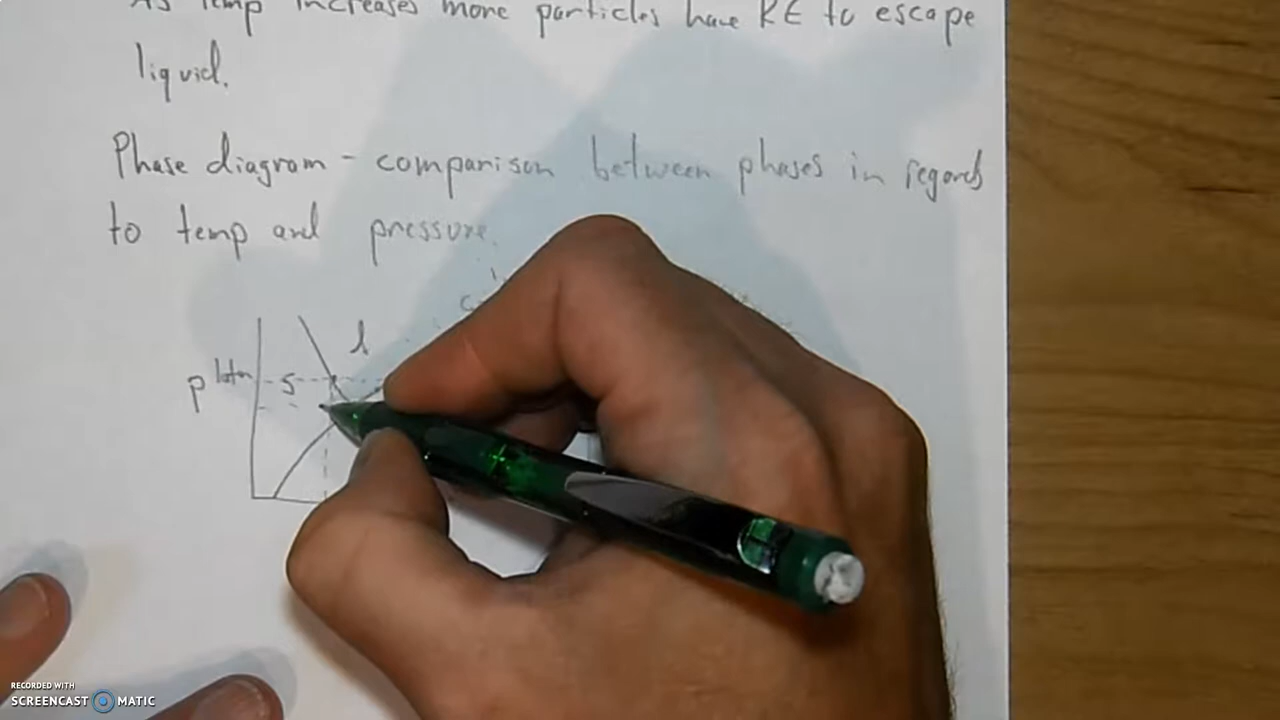 As temp increases more particles have KE to escape
liquid.
Phase diagram - comparison between phases in regards
to temp and pressure.
l
P 1atm S
RECORDED WITH
SCREENCAST MATIC